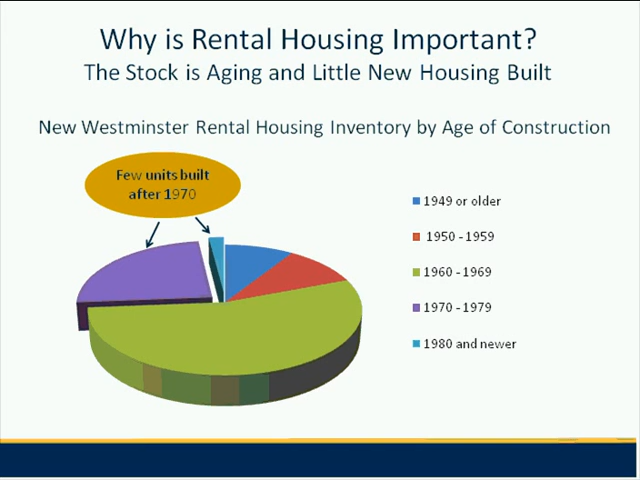 Why is Rental Housing Important?
The Stock is Aging and Little New Housing Built
New Westminster Rental Housing Inventory by Age of Construction
Few units built
after 1970
1949 or older
1950 - 1959
1960 - 1969
1970 - 1979
1980 and newer